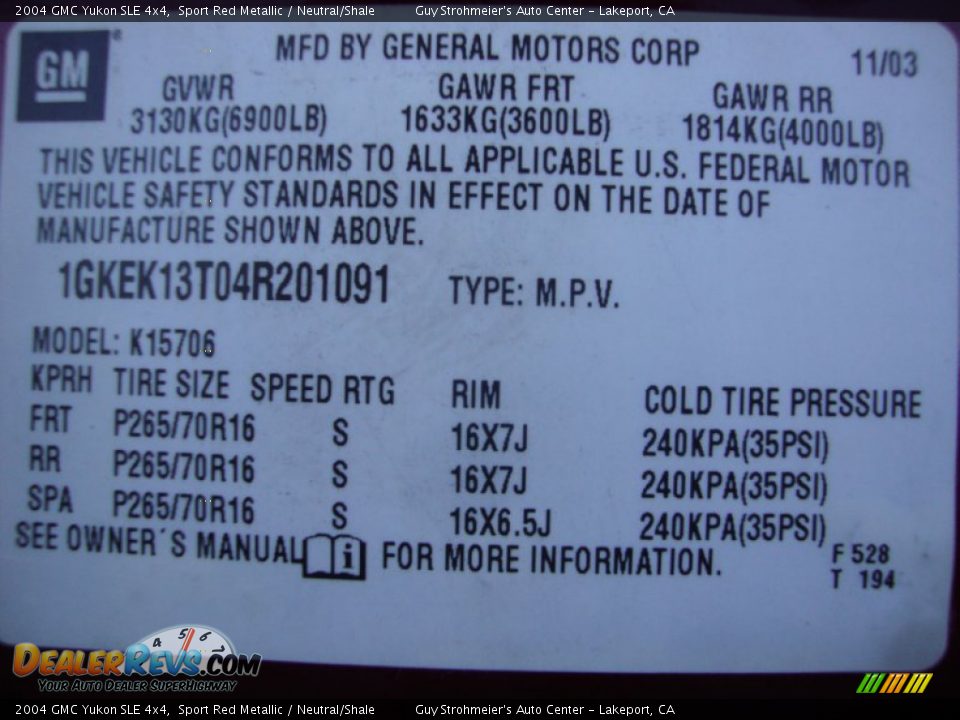 2004 GMC Yukon SLE 4x4, Sport Red Metallic / Neutral/Shale Guy Strohmeier's Auto Center - Lakeport, CA
GM®
MFD BY GENERAL MOTORS CORP 11/03
GVWR GAWR FRT GAWR RR
3130KG(6900LB) 1633KG(3600LB) 1814KG(4000LB)
THIS VEHICLE CONFORMS TO ALL APPLICABLE U.S. FEDERAL MOTOR
VEHICLE SAFETY STANDARDS IN EFFECT ON THE DATE OF
MANUFACTURE SHOWN ABOVE.
1GKEK13T04R201091 TYPE: M.P.V.
MODEL: K15706
KPRH TIRE SIZE SPEED RTG RIM COLD TIRE PRESSURE
FRT P265/70R16 S 16X7J 240KPA(35PSI)
RR P265/70R16 S 16X7J 240KPA(35PSI)
SPA P265/70R16 S 16X6.5J 240KPA(35PSI)
SEE OWNER´S MANUAL i FOR MORE INFORMATION.
F 528
T 194
4 5 6 7
DEALERREVS.COM
YOUR AUTO DEALER SUPERHIGHWAY
2004 GMC Yukon SLE 4x4, Sport Red Metallic / Neutral/Shale Guy Strohmeier's Auto Center - Lakeport, CA